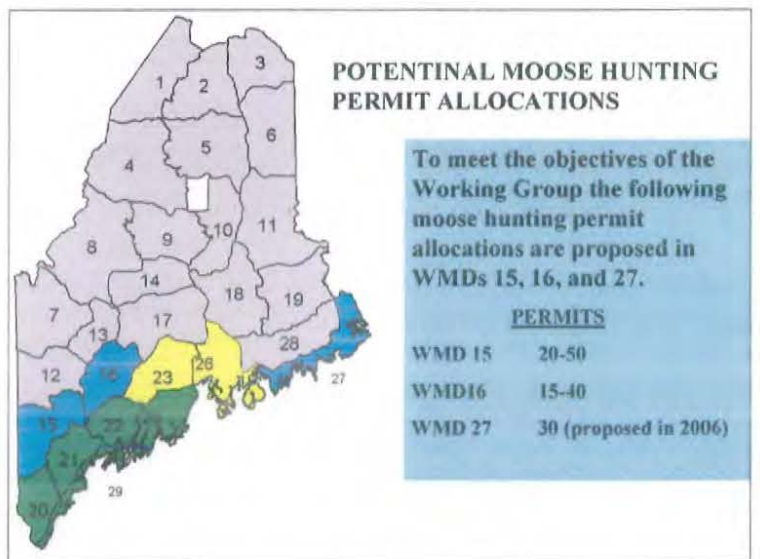 POTENTINAL MOOSE HUNTING
PERMIT ALLOCATIONS
To meet the objectives of the
Working Group the following
moose hunting permit
allocations are proposed in
WMDs 15, 16, and 27.
PERMITS
WMD 15 20-50
WMD16 15-40
WMD 27 30 (proposed in 2006)
1
2
3
4
5
6
8
9
10
11
14
7
13
17
18
19
12
16
23
26
28
27
15
22
21
29
20